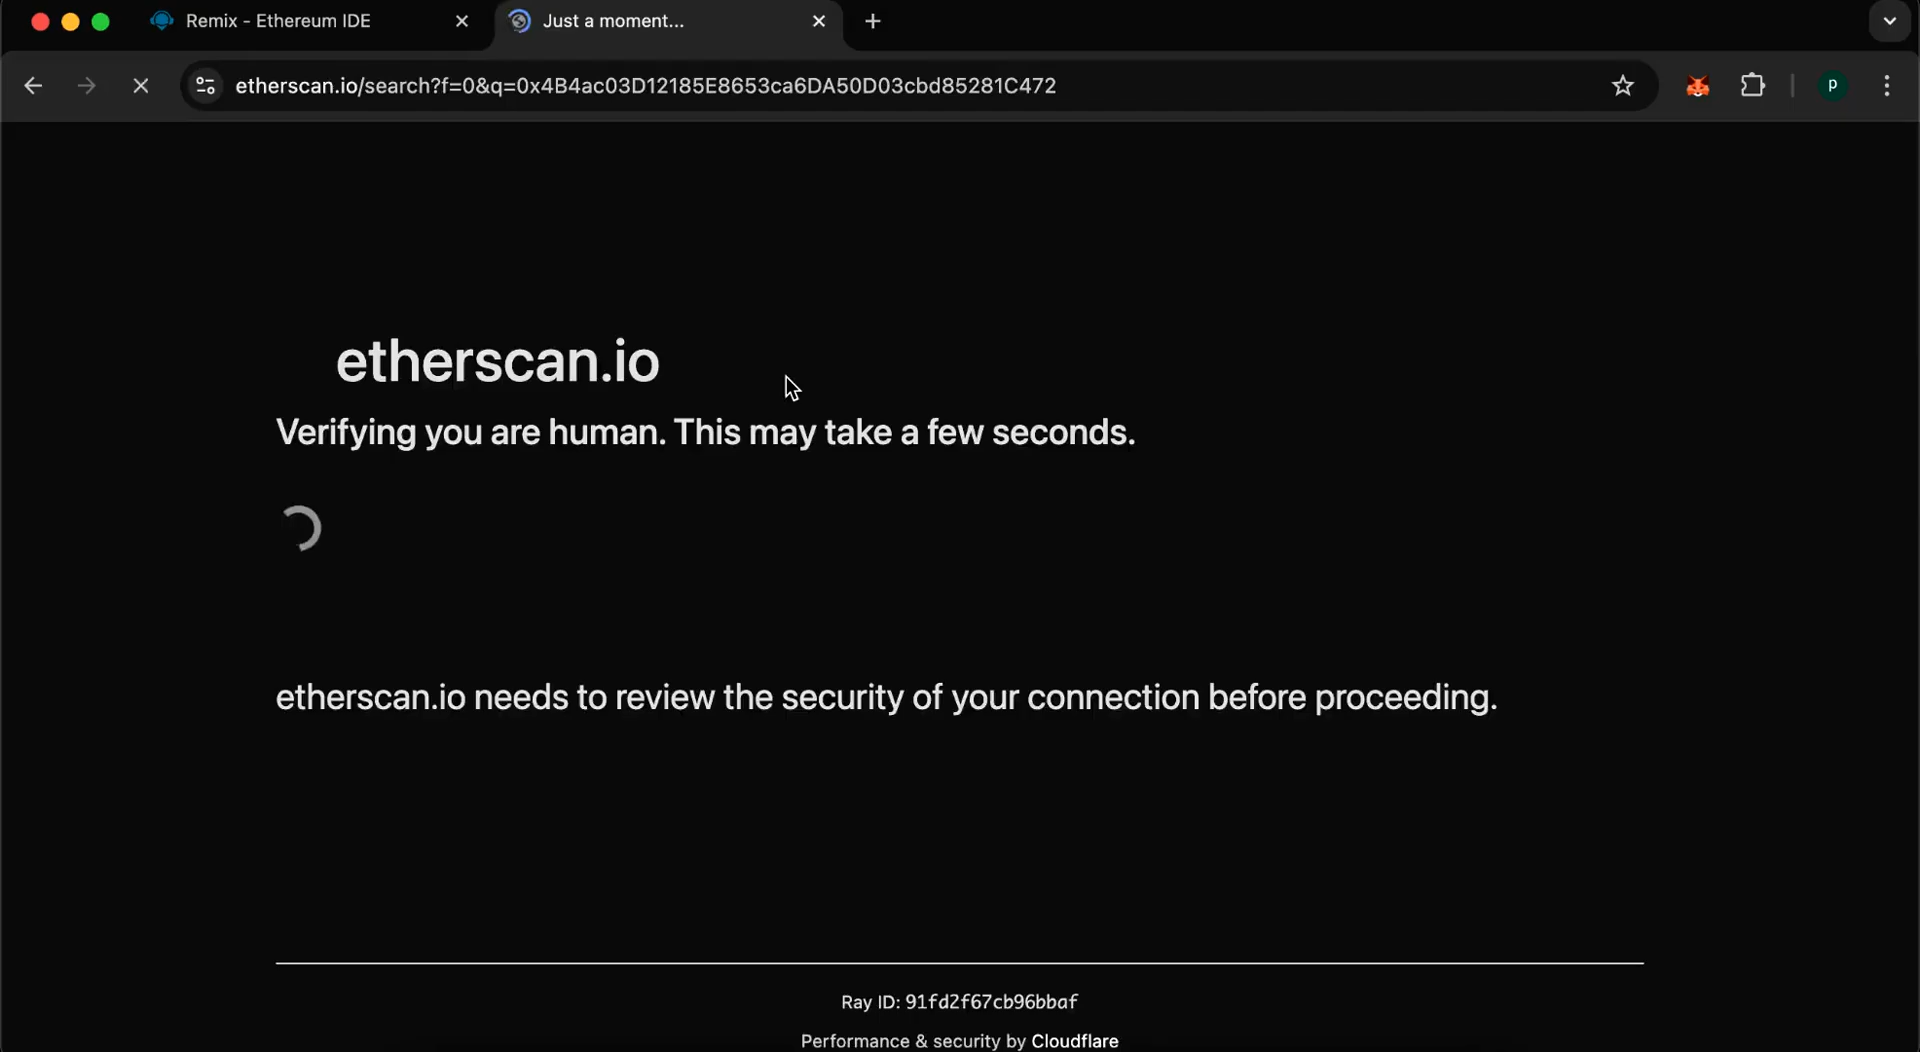 Remix - Ethereum IDE
Just a moment...
etherscan.io/search?f=0&q=0x4B4ac03D12185E8653ca6DA50D03cbd85281C472
p
etherscan.io
Verifying you are human. This may take a few seconds.
etherscan.io needs to review the security of your connection before proceeding.
Ray ID: 91fd2f67cb96bbaf
Performance & security by Cloudflare